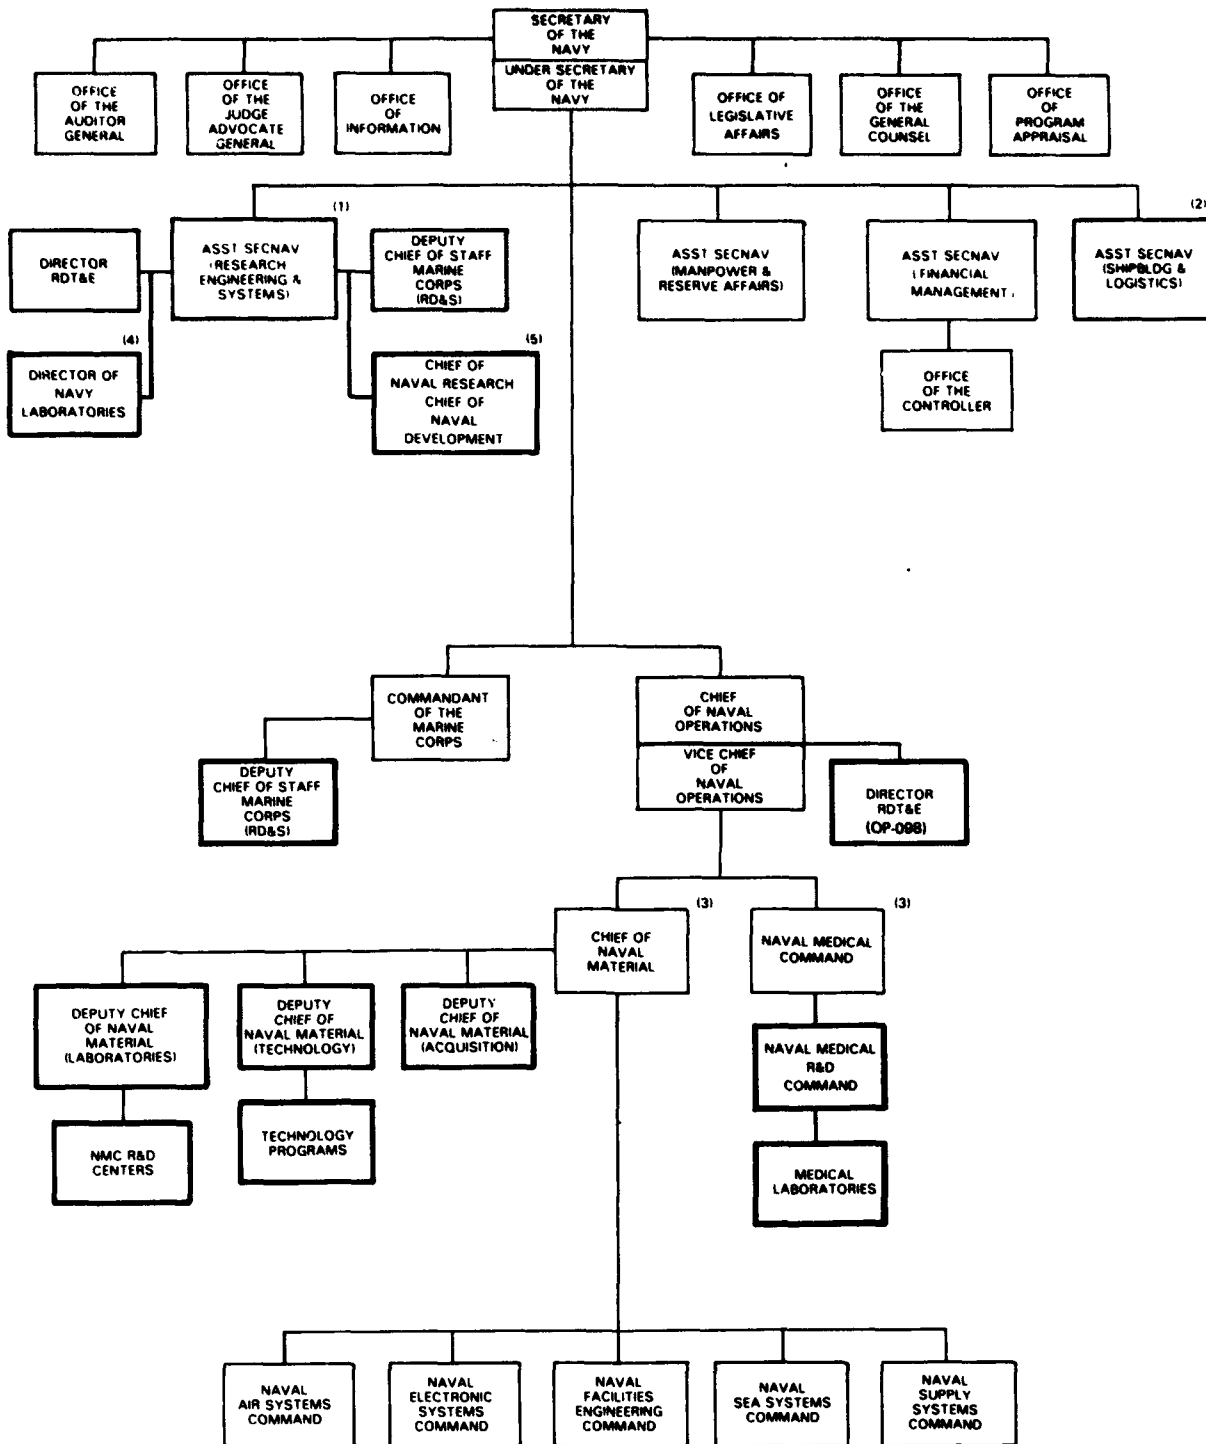 SECRETARY
OF THE
NAVY
UNDER SECRETARY
OF THE
NAVY
OFFICE
OF THE
AUDITOR
GENERAL
OFFICE
OF THE
JUDGE
ADVOCATE
GENERAL
OFFICE
OF
INFORMATION
OFFICE OF
LEGISLATIVE
AFFAIRS
OFFICE
OF THE
GENERAL
COUNSEL
OFFICE
OF
PROGRAM
APPRAISAL
(1)
(2)
DIRECTOR
RDT&E
ASST SECNAV
(RESEARCH
ENGINEERING &
SYSTEMS)
DEPUTY
CHIEF OF STAFF
MARINE
CORPS
(RD&S)
ASST SECNAV
(MANPOWER &
RESERVE AFFAIRS)
ASST SECNAV
(FINANCIAL
MANAGEMENT)
ASST SECNAV
(SHIPBLDG &
LOGISTICS)
(4)
(5)
DIRECTOR OF
NAVY
LABORATORIES
CHIEF OF
NAVAL RESEARCH
CHIEF OF
NAVAL
DEVELOPMENT
OFFICE
OF THE
CONTROLLER
COMMANDANT
OF THE
MARINE
CORPS
CHIEF
OF NAVAL
OPERATIONS
VICE CHIEF
OF
NAVAL
OPERATIONS
DEPUTY
CHIEF OF STAFF
MARINE
CORPS
(RD&S)
DIRECTOR
RDT&E
(OP-098)
(3)
(3)
CHIEF OF
NAVAL
MATERIAL
NAVAL MEDICAL
COMMAND
DEPUTY CHIEF
OF NAVAL
MATERIAL
(LABORATORIES)
DEPUTY
CHIEF OF
NAVAL MATERIAL
(TECHNOLOGY)
DEPUTY
CHIEF OF
NAVAL MATERIAL
(ACQUISITION)
NAVAL MEDICAL
R&D
COMMAND
NMC R&D
CENTERS
TECHNOLOGY
PROGRAMS
MEDICAL
LABORATORIES
NAVAL
AIR SYSTEMS
COMMAND
NAVAL
ELECTRONIC
SYSTEMS
COMMAND
NAVAL
FACILITIES
ENGINEERING
COMMAND
NAVAL
SEA SYSTEMS
COMMAND
NAVAL
SUPPLY
SYSTEMS
COMMAND